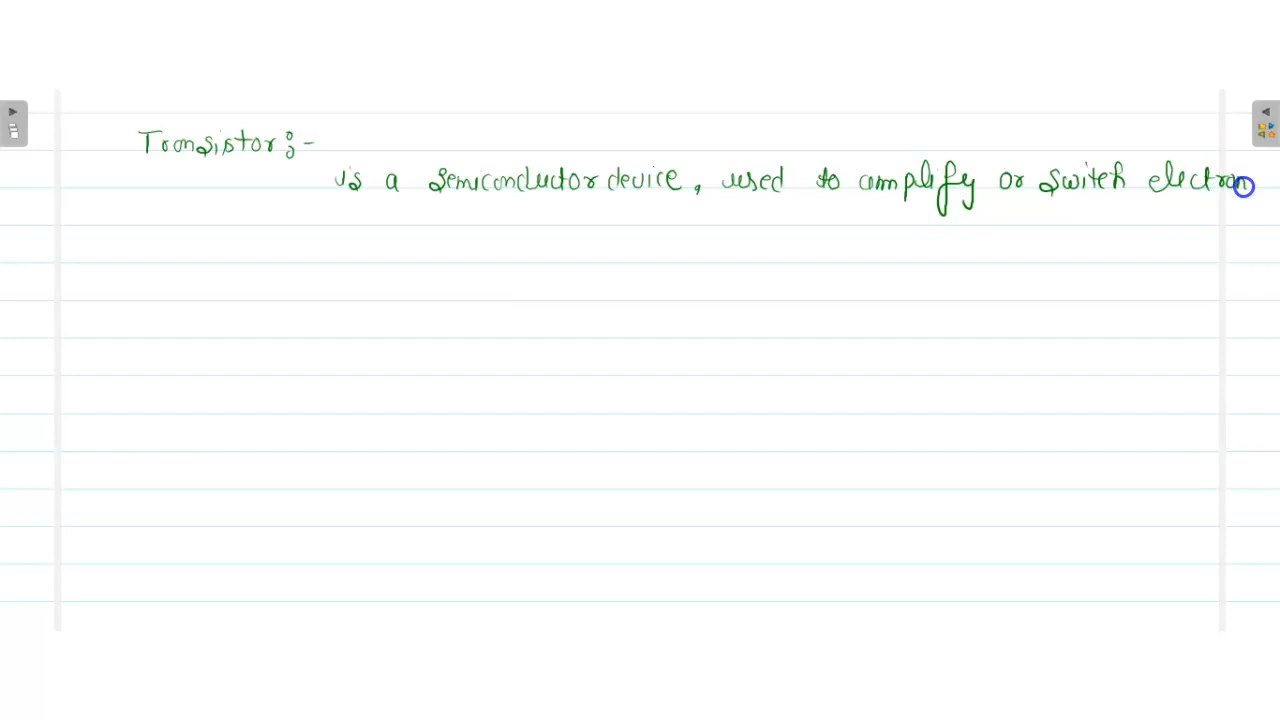 Transistor:-
is a semiconductor device, used to amplify or switch electron